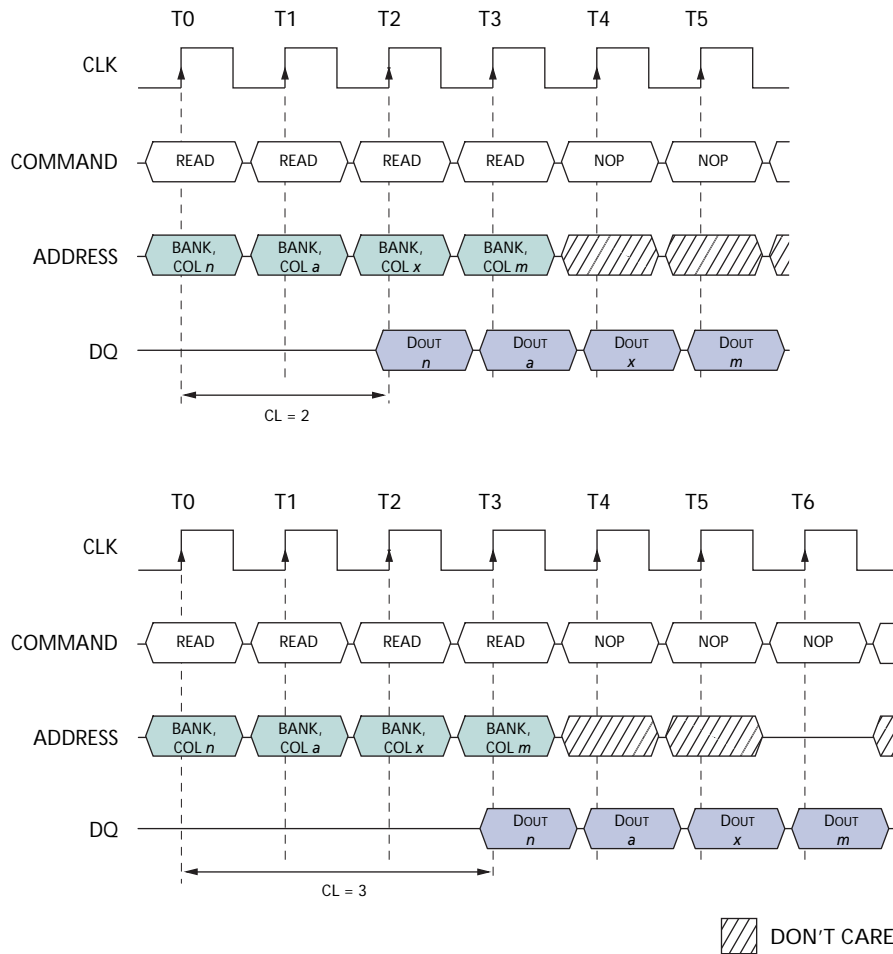 T0 T1 T2 T3 T4 T5
CLK
COMMAND READ READ READ READ NOP NOP
ADDRESS BANK, COL n BANK, COL a BANK, COL x BANK, COL m
DQ DOUT n DOUT a DOUT x DOUT m
CL = 2
T0 T1 T2 T3 T4 T5 T6
CLK
COMMAND READ READ READ READ NOP NOP NOP
ADDRESS BANK, COL n BANK, COL a BANK, COL x BANK, COL m
DQ DOUT n DOUT a DOUT x DOUT m
CL = 3
DON'T CARE